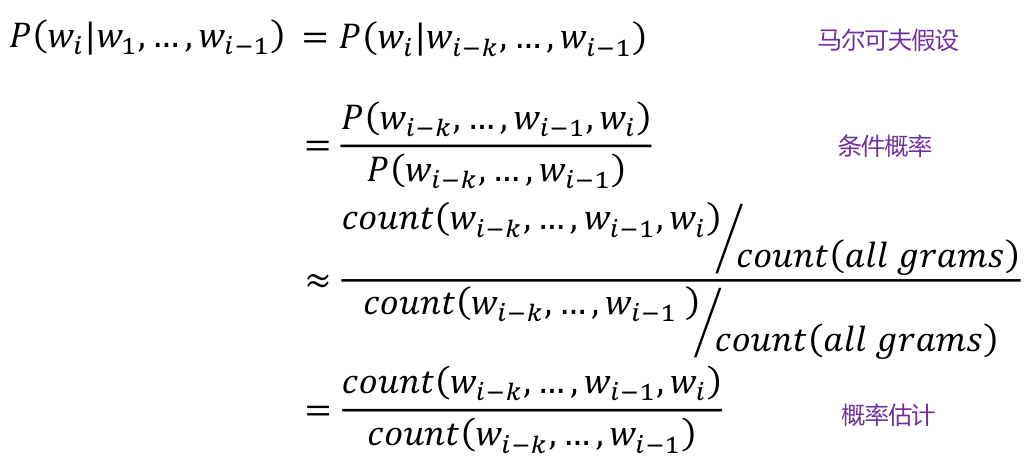 P(w_i|w_1, … , w_{i−1}) = P(w_i|w_{i−k}, … , w_{i−1}) 马尔可夫假设
= P(w_{i−k}, … , w_{i−1}, w_i) / P(w_{i−k}, … , w_{i−1}) 条件概率
≈ count(w_{i−k}, … , w_{i−1}, w_i)/count(all grams)
count(w_{i−k}, … , w_{i−1} )/count(all grams)
= count(w_{i−k}, … , w_{i−1}, w_i) / count(w_{i−k}, … , w_{i−1}) 概率估计